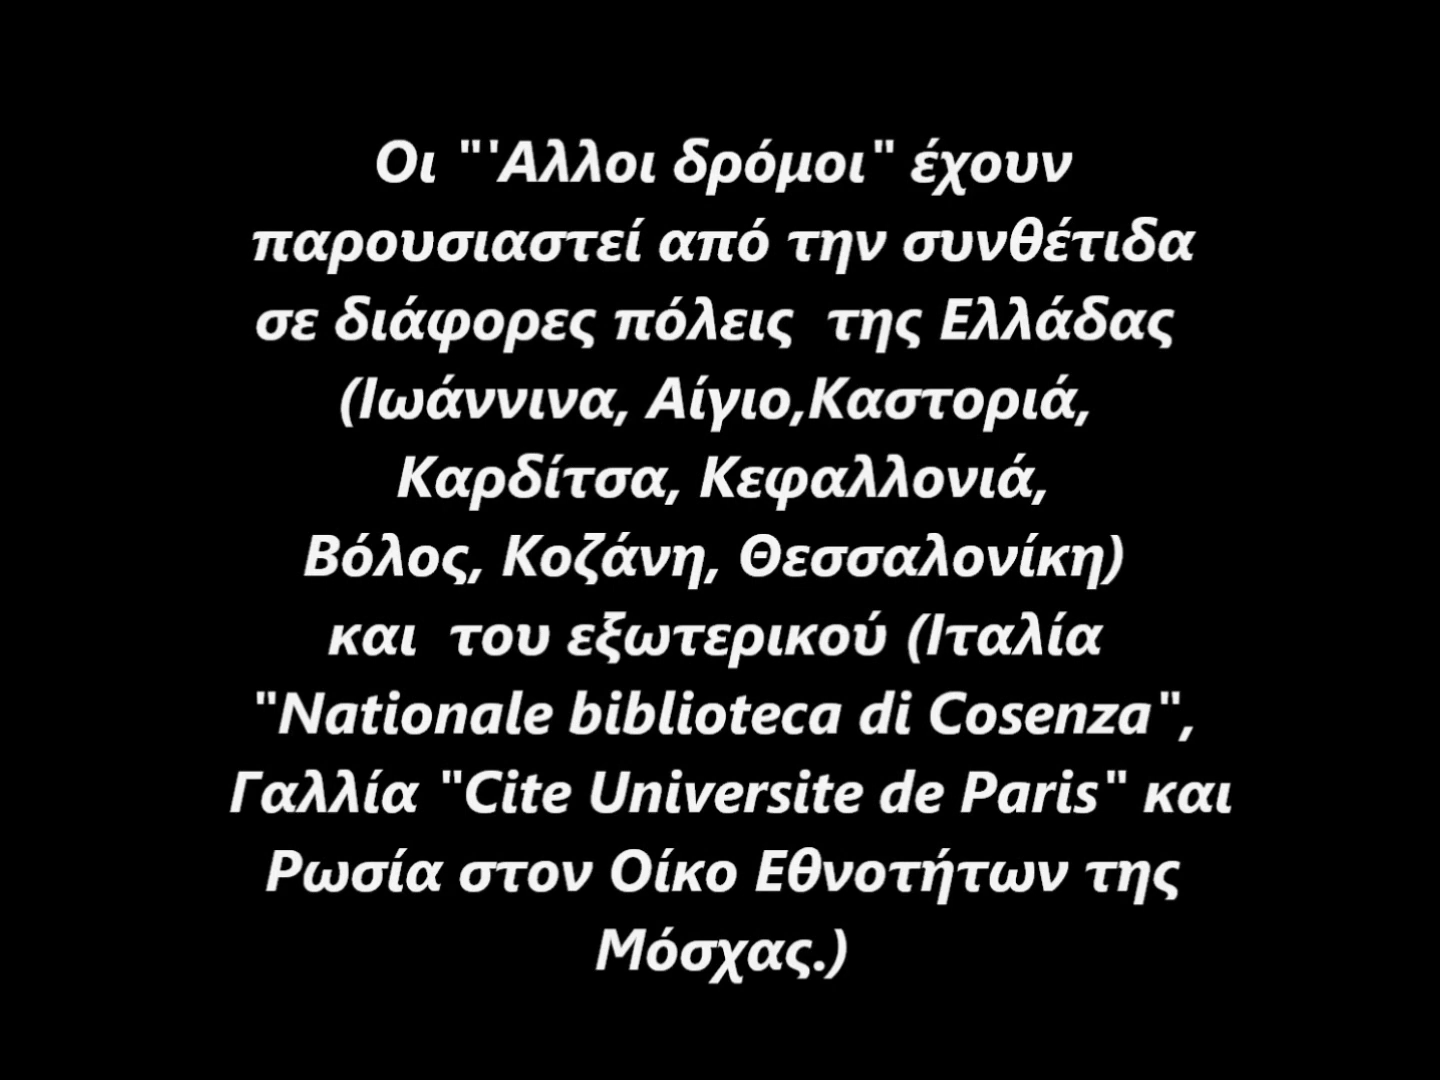 Οι "'Αλλοι δρόμοι" έχουν
παρουσιαστεί από την συνθέτιδα
σε διάφορες πόλεις  της Ελλάδας
(Ιωάννινα, Αίγιο,Καστοριά,
Καρδίτσα, Κεφαλλονιά,
Βόλος, Κοζάνη, Θεσσαλονίκη)
και  του εξωτερικού (Ιταλία
"Nationale biblioteca di Cosenza",
Γαλλία "Cite Universite de Paris" και
Ρωσία στον Οίκο Εθνοτήτων της
Μόσχας.)